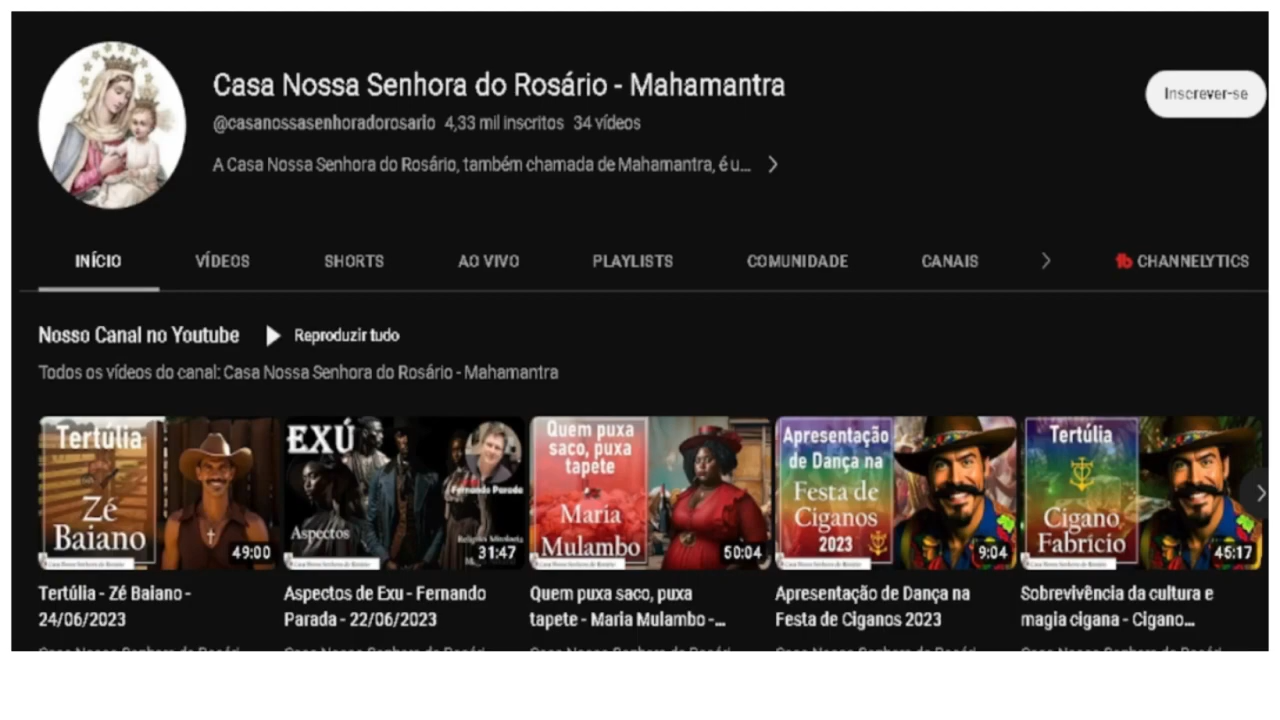 Casa Nossa Senhora do Rosário - Mahamantra
Inscrever-se
@casanossasenhoradorosario 4,33 mil inscritos 34 vídeos
A Casa Nossa Senhora do Rosário, também chamada de Mahamantra, é u...
INÍCIO VÍDEOS SHORTS AO VIVO PLAYLISTS COMUNIDADE CANAIS CHANNELYTICS
Nosso Canal no Youtube Reproduzir tudo
Todos os vídeos do canal: Casa Nossa Senhora do Rosário - Mahamantra
Tertúlia
Zé
Baiano
49:00
EXÚ
Fernando Parada
Aspectos
31:47
Quem puxa
saco, puxa
tapete
Maria
Mulambo
50:04
Apresentação
de Dança na
Festa de
Ciganos
2023
9:04
Tertúlia
Cigano
Fabricio
45:17
Tertúlia - Zé Baiano -
24/06/2023
Aspectos de Exu - Fernando
Parada - 22/06/2023
Quem puxa saco, puxa
tapete - Maria Mulambo -...
Apresentação de Dança na
Festa de Ciganos 2023
Sobrevivência da cultura e
magia cigana - Cigano...